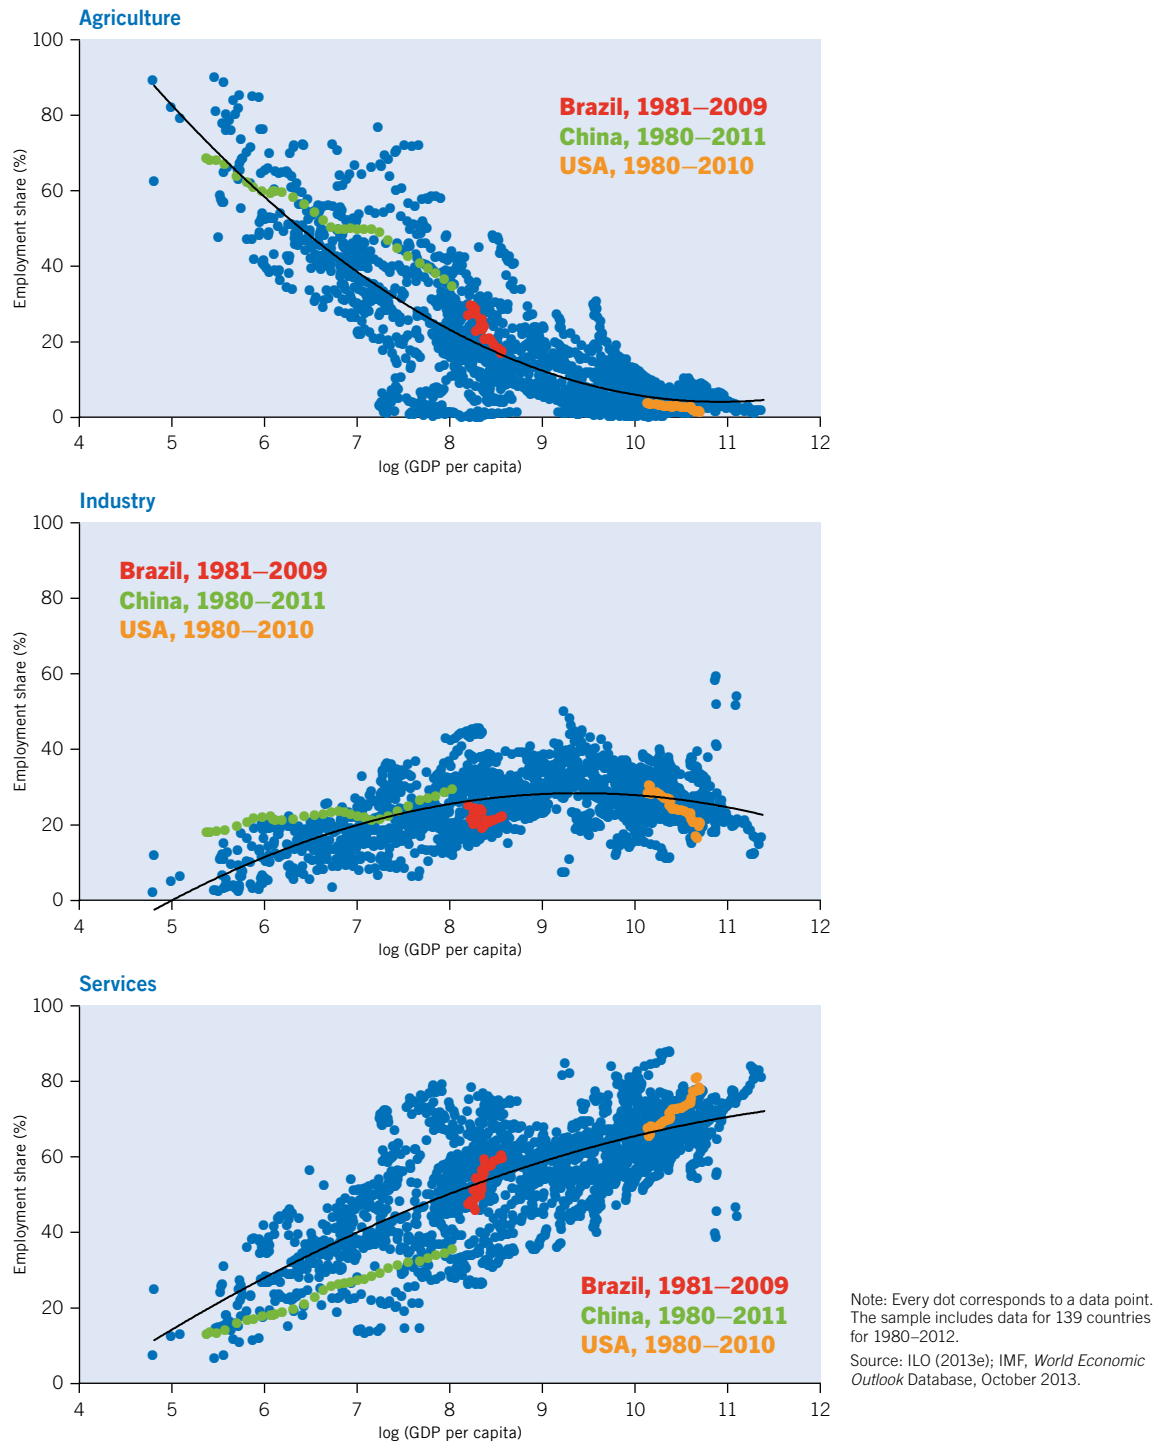 Agriculture
100
80
60
40
20
0
Employment share (%)
Brazil, 1981–2009
China, 1980–2011
USA, 1980–2010
4 5 6 7 8 9 10 11 12
log (GDP per capita)
Industry
100
80
60
40
20
0
Employment share (%)
Brazil, 1981–2009
China, 1980–2011
USA, 1980–2010
4 5 6 7 8 9 10 11 12
log (GDP per capita)
Services
100
80
60
40
20
0
Employment share (%)
Brazil, 1981–2009
China, 1980–2011
USA, 1980–2010
4 5 6 7 8 9 10 11 12
log (GDP per capita)
Note: Every dot corresponds to a data point.
The sample includes data for 139 countries
for 1980–2012.
Source: ILO (2013e); IMF, World Economic
Outlook Database, October 2013.